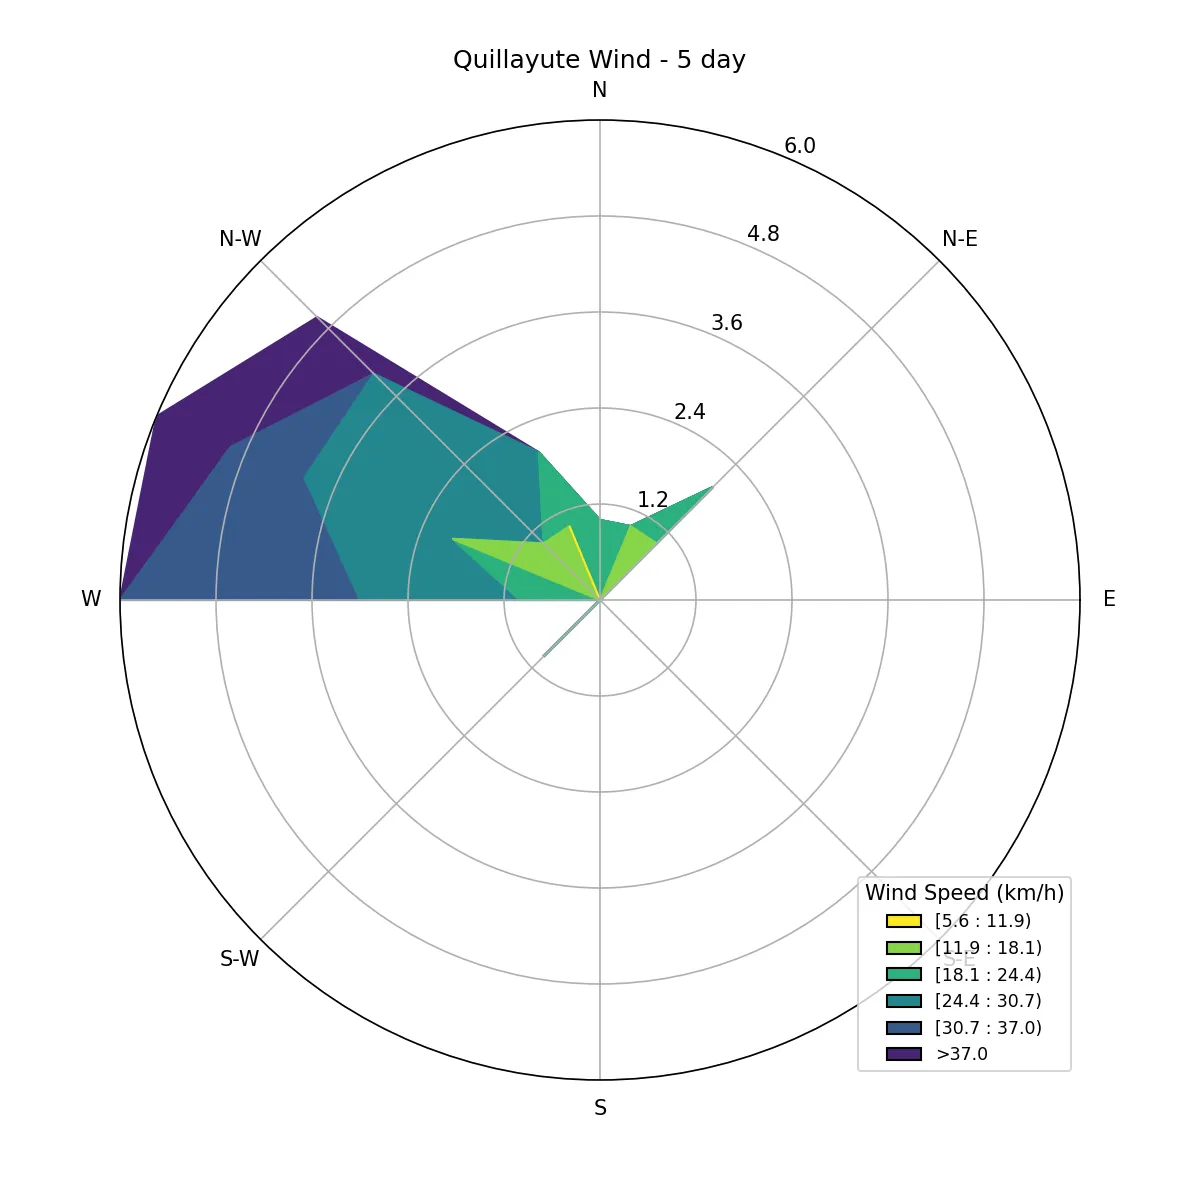 Quillayute Wind - 5 day
N
6.0
4.8
N-W
N-E
3.6
2.4
1.2
W
E
Wind Speed (km/h)
[5.6 : 11.9)
[11.9 : 18.1)
S-W
S-E
[18.1 : 24.4)
[24.4 : 30.7)
[30.7 : 37.0)
>37.0
S